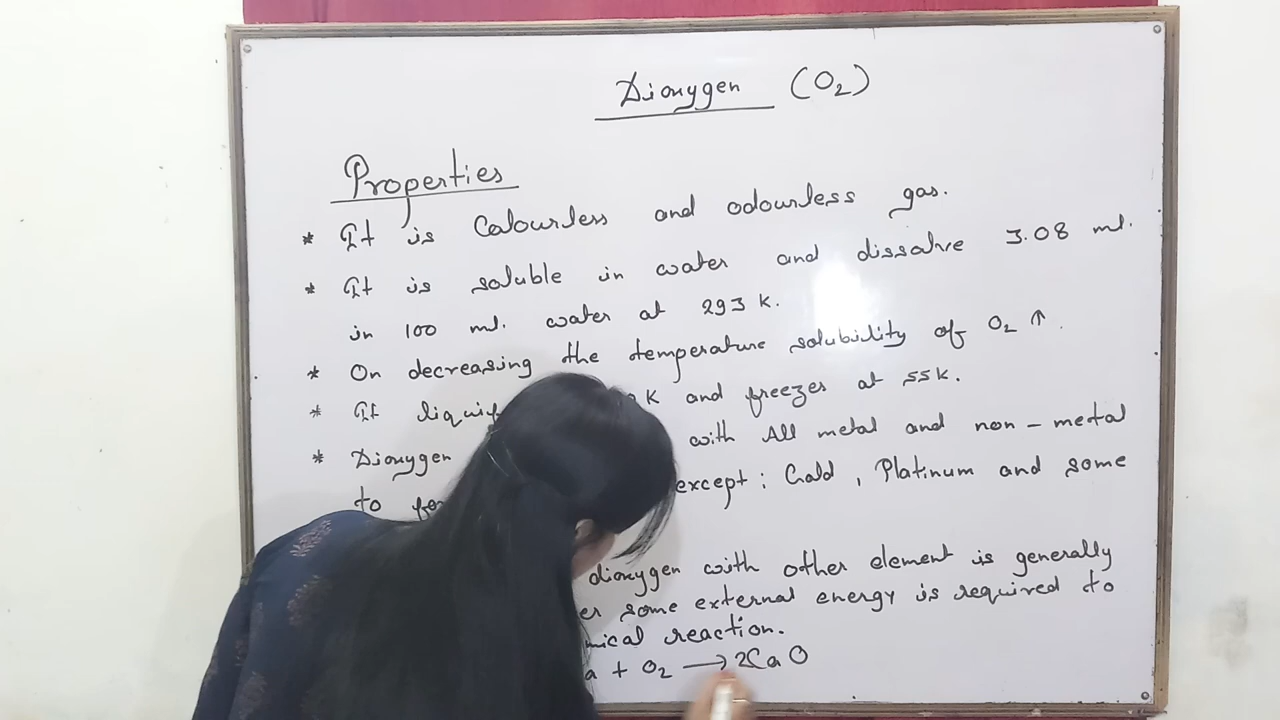 Dioxygen (O₂)
Properties
* It is Colourless and odourless gas.
* It is soluble in water and dissolve 3.08 ml.
in 100 ml. water at 293 K.
* On decreasing the temperature solubility of O₂ ↑.
* It K and freezes at 55K.
* Dioxygen with All metal and non-metal
to except : Gold, Platinum and some
dioxygen with other element is generally
some external energy is required to
reaction.
+ O₂ → 2CaO